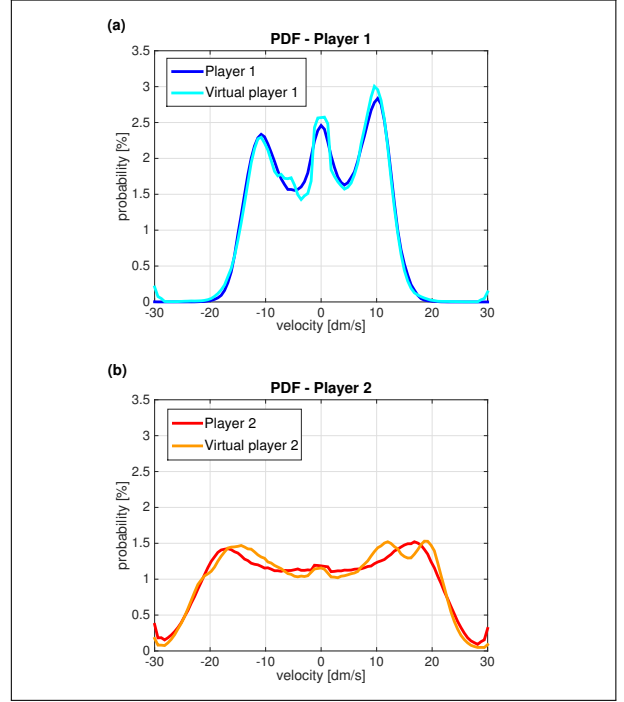 (a)
PDF - Player 1
3.5
3
2.5
2
1.5
1
0.5
0
probability [%]
Player 1
Virtual player 1
-30 -20 -10 0 10 20 30
velocity [dm/s]
(b)
PDF - Player 2
3.5
3
2.5
2
1.5
1
0.5
0
probability [%]
Player 2
Virtual player 2
-30 -20 -10 0 10 20 30
velocity [dm/s]